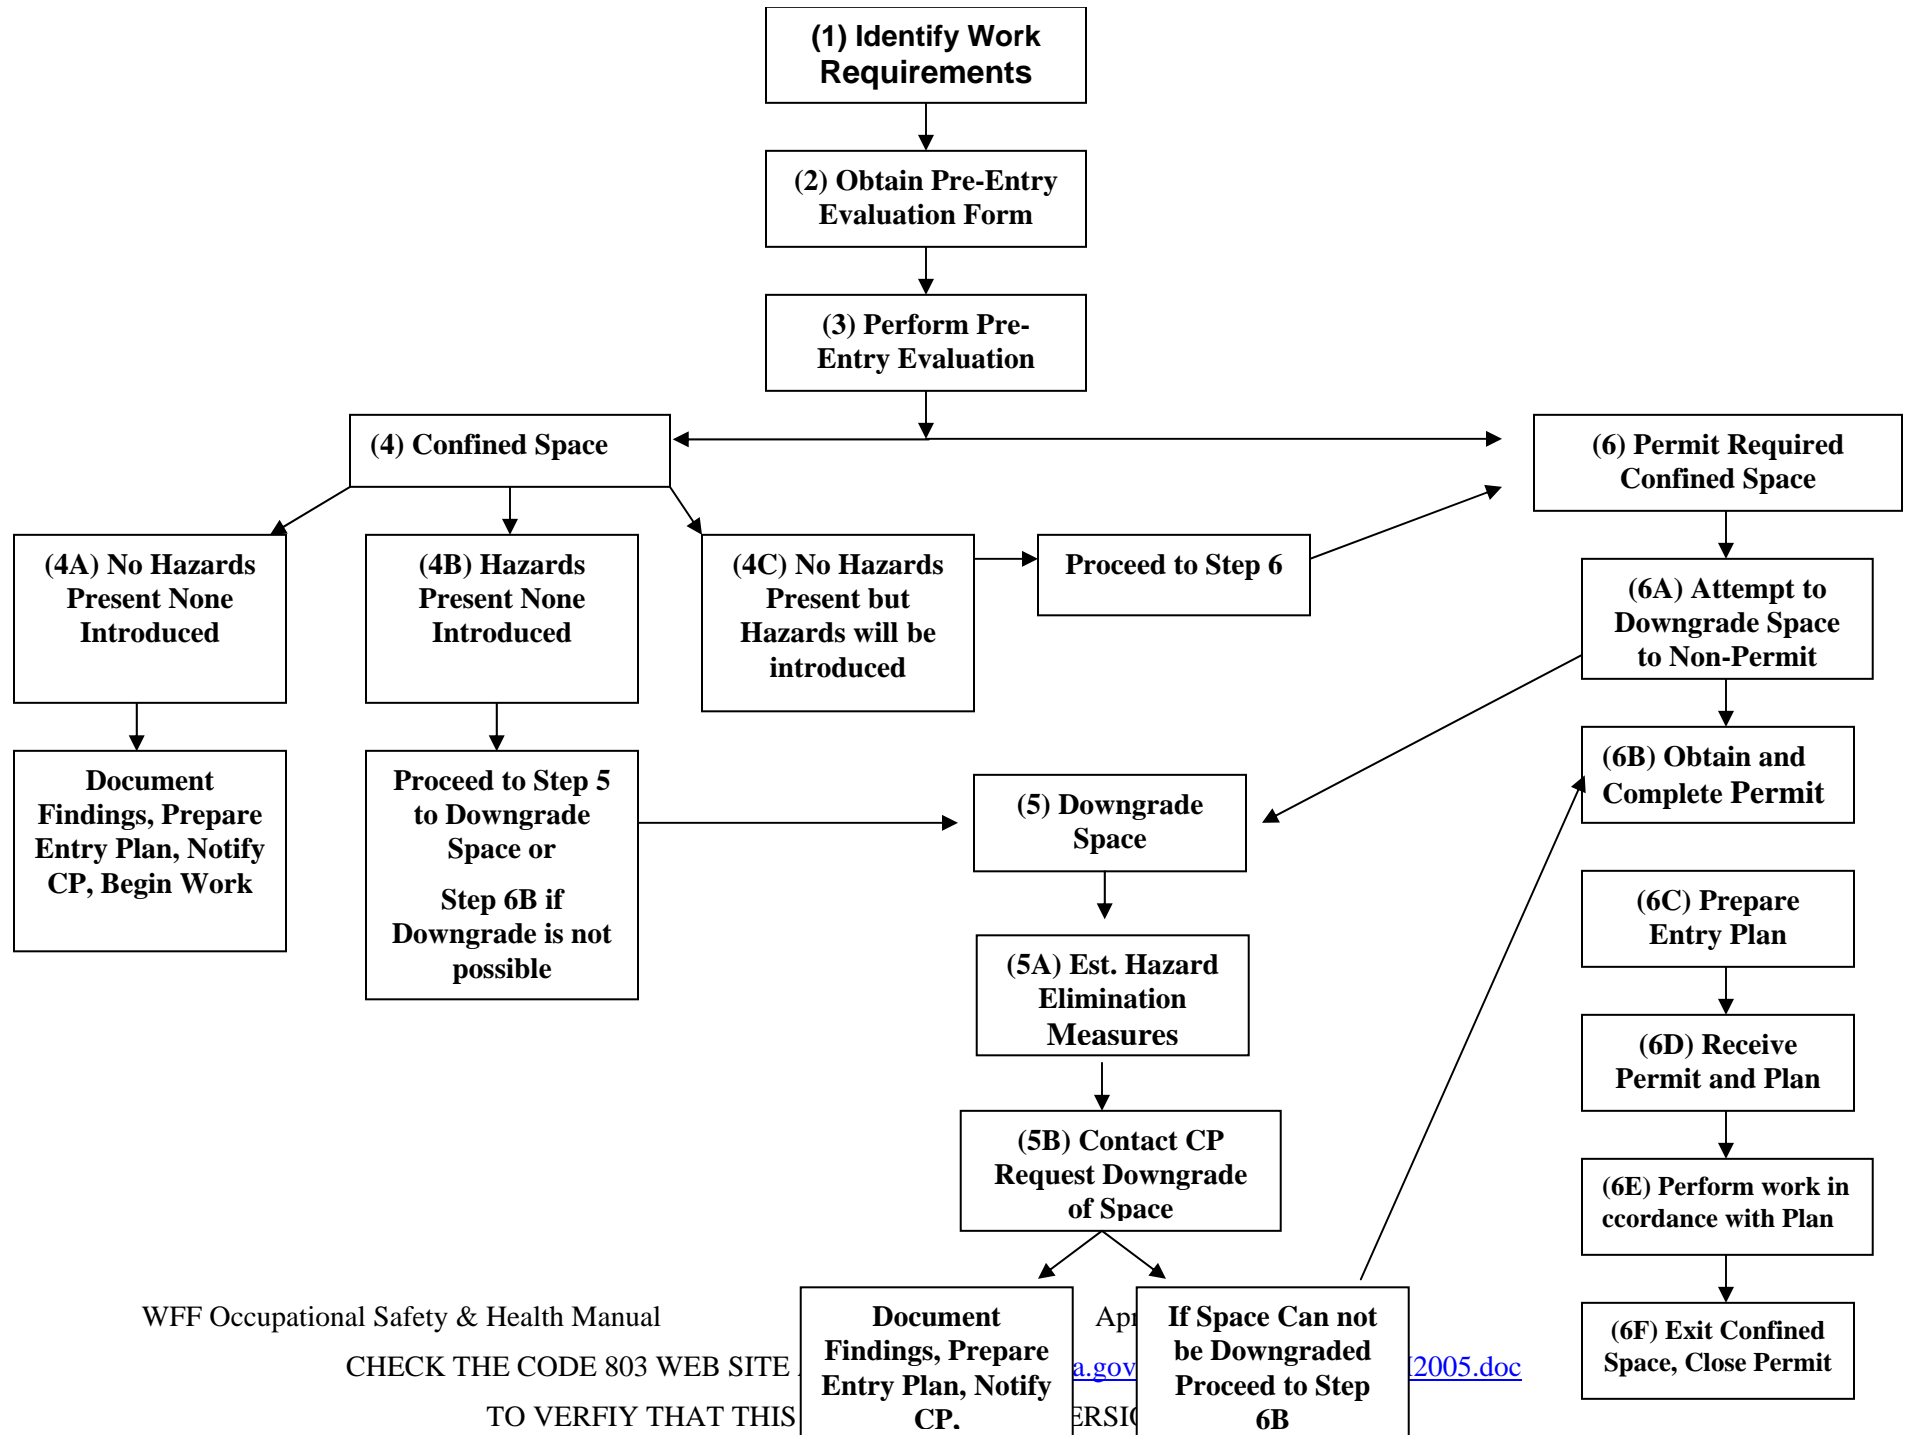 (1) Identify Work
Requirements
(2) Obtain Pre-Entry
Evaluation Form
(3) Perform Pre-
Entry Evaluation
(4) Confined Space
(6) Permit Required
Confined Space
(4A) No Hazards
Present None
Introduced
(4B) Hazards
Present None
Introduced
(4C) No Hazards
Present but
Hazards will be
introduced
Proceed to Step 6
(6A) Attempt to
Downgrade Space
to Non-Permit
Document
Findings, Prepare
Entry Plan, Notify
CP, Begin Work
Proceed to Step 5
to Downgrade
Space or
Step 6B if
Downgrade is not
possible
(5) Downgrade
Space
(6B) Obtain and
Complete Permit
(5A) Est. Hazard
Elimination
Measures
(6C) Prepare
Entry Plan
(6D) Receive
Permit and Plan
(5B) Contact CP
Request Downgrade
of Space
(6E) Perform work in
ccordance with Plan
Document
Findings, Prepare
Entry Plan, Notify
CP,
If Space Can not
be Downgraded
Proceed to Step
6B
(6F) Exit Confined
Space, Close Permit
WFF Occupational Safety & Health Manual
CHECK THE CODE 803 WEB SITE a.gov 2005.doc
TO VERFIY THAT THIS